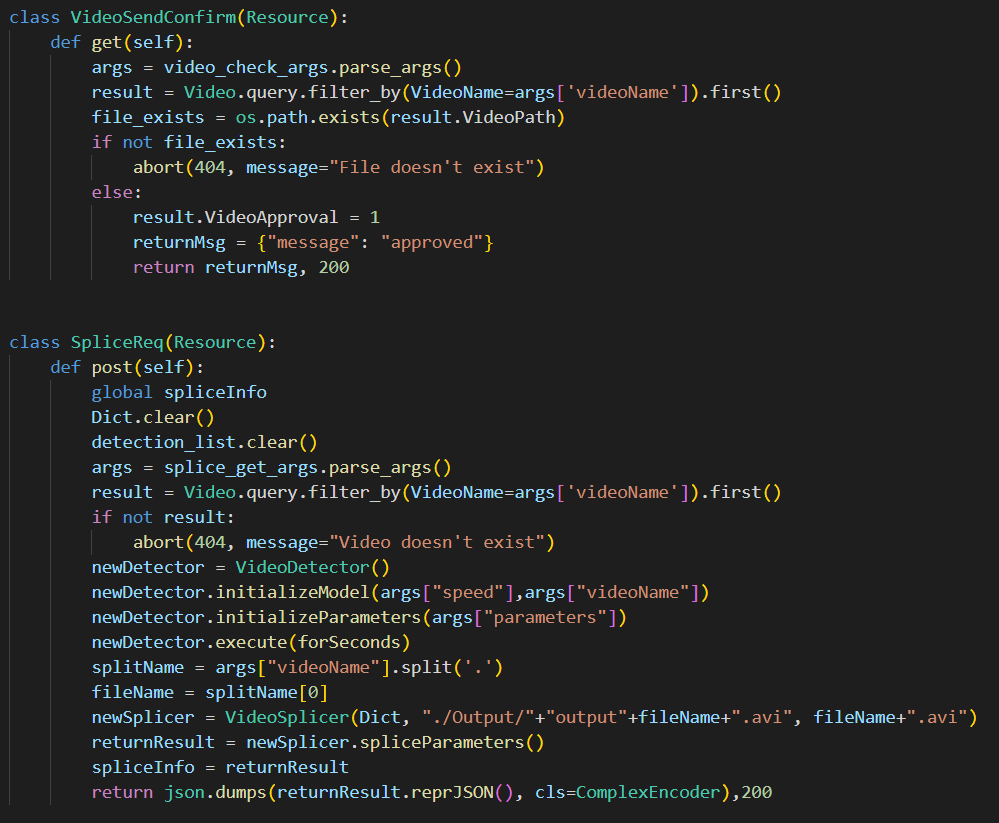 class VideoSendConfirm(Resource):
    def get(self):
        args = video_check_args.parse_args()
        result = Video.query.filter_by(VideoName=args['videoName']).first()
        file_exists = os.path.exists(result.VideoPath)
        if not file_exists:
            abort(404, message="File doesn't exist")
        else:
            result.VideoApproval = 1
            returnMsg = {"message": "approved"}
            return returnMsg, 200
class SpliceReq(Resource):
    def post(self):
        global spliceInfo
        Dict.clear()
        detection_list.clear()
        args = splice_get_args.parse_args()
        result = Video.query.filter_by(VideoName=args['videoName']).first()
        if not result:
            abort(404, message="Video doesn't exist")
        newDetector = VideoDetector()
        newDetector.initializeModel(args["speed"],args["videoName"])
        newDetector.initializeParameters(args["parameters"])
        newDetector.execute(forSeconds)
        splitName = args["videoName"].split('.')
        fileName = splitName[0]
        newSplicer = VideoSplicer(Dict, "./Output/"+"output"+fileName+".avi", fileName+".avi")
        returnResult = newSplicer.spliceParameters()
        spliceInfo = returnResult
        return json.dumps(returnResult.reprJSON(), cls=ComplexEncoder),200